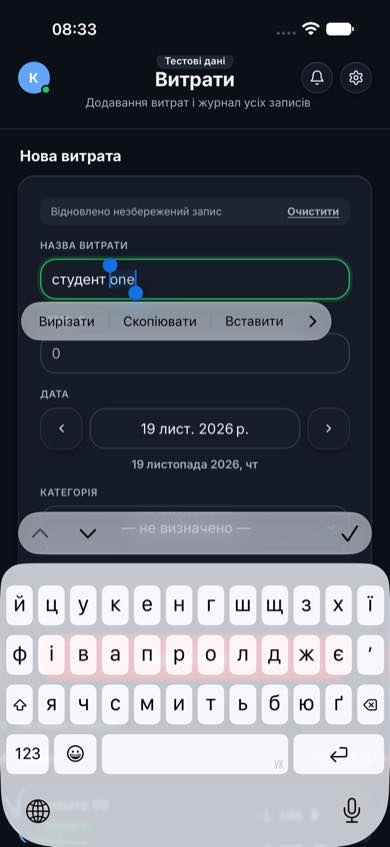 08:33
Тестові дані
К
Витрати
Додавання витрат і журнал усіх записів
Нова витрата
Відновлено незбережений запис Очистити
НАЗВА ВИТРАТИ
студент one
Вирізати Скопіювати Вставити
0
ДАТА
19 лист. 2026 р.
19 листопада 2026, чт
КАТЕГОРІЯ
— не визначено —
й ц у к е н г ш щ з х ї
ф і в а п р о л д ж є ʼ
я ч с м и т ь б ю ґ
123 УК